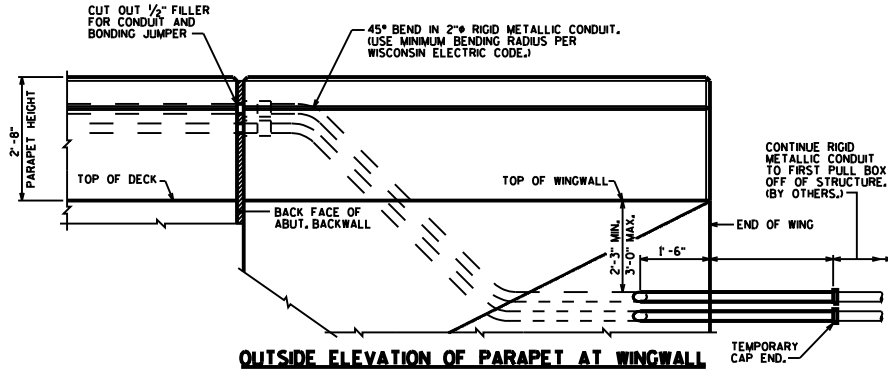 CUT OUT 1/2" FILLER
FOR CONDUIT AND
BONDING JUMPER
45° BEND IN 2"ø RIGID METALLIC CONDUIT.
(USE MINIMUM BENDING RADIUS PER
WISCONSIN ELECTRIC CODE.)
2'-8"
PARAPET HEIGHT
TOP OF DECK
TOP OF WINGWALL
CONTINUE RIGID
METALLIC CONDUIT
TO FIRST PULL BOX
OFF OF STRUCTURE.
(BY OTHERS.)
BACK FACE OF
ABUT. BACKWALL
2'-3" MIN.
3'-0" MAX.
END OF WING
1'-6"
TEMPORARY
CAP END.
OUTSIDE ELEVATION OF PARAPET AT WINGWALL